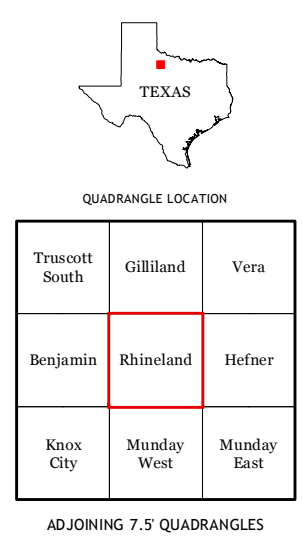 TEXAS
QUADRANGLE LOCATION
Truscott
South
Gilliland
Vera
Benjamin
Rhineland
Hefner
Knox
City
Munday
West
Munday
East
ADJOINING 7.5' QUADRANGLES